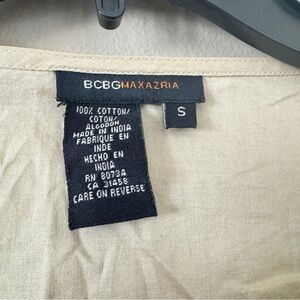 BCBGMAXAZRIA
S
100% COTTON/
COTON/
ALGODON
MADE IN INDIA
FABRIQUE EN
INDE
HECHO EN
INDIA
RN 80734
CA 31458
CARE ON REVERSE